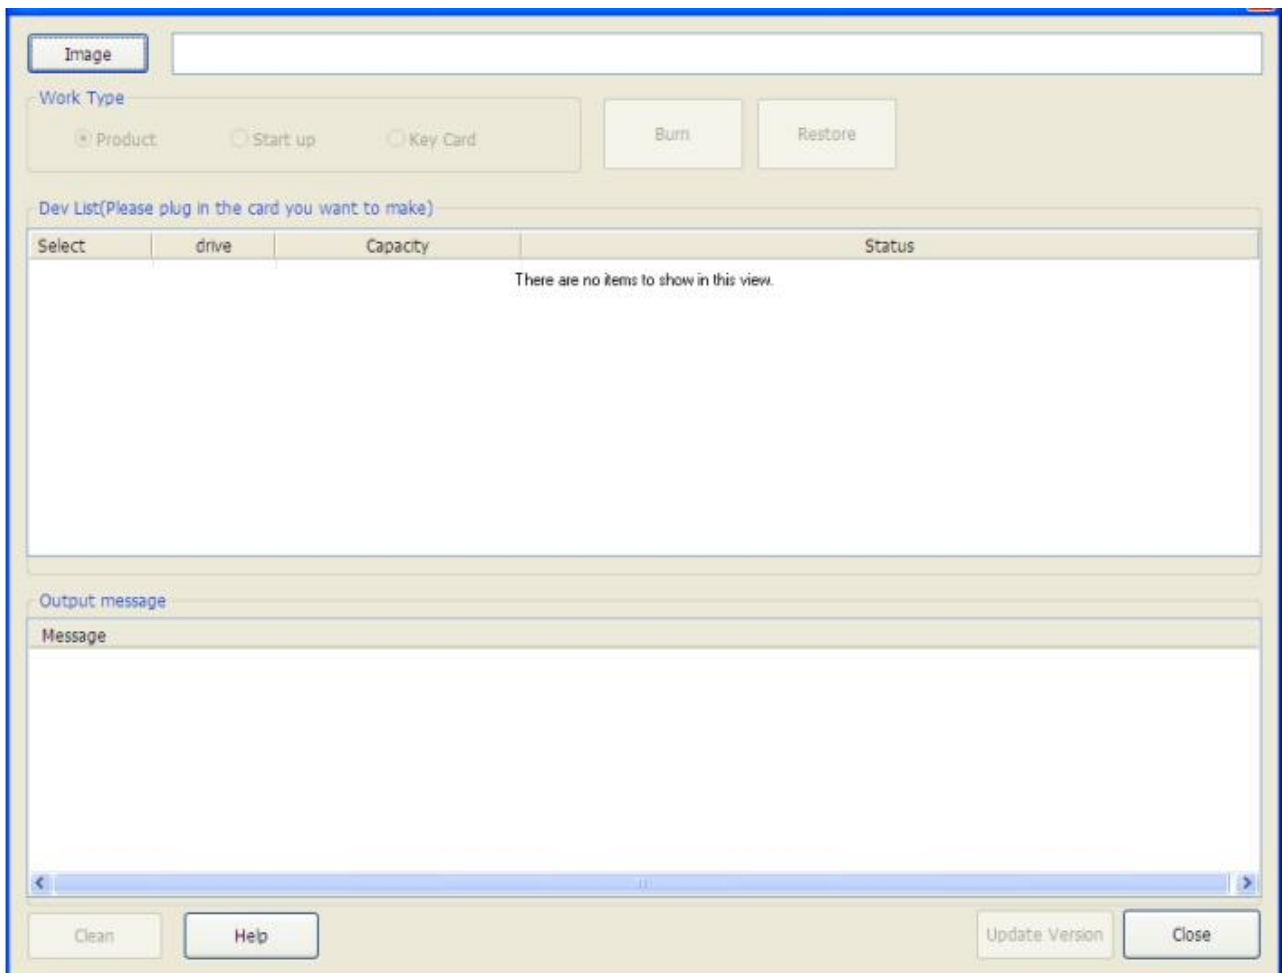 Image
Work Type
Product Start up Key Card
Burn Restore
Dev List(Please plug in the card you want to make)
Select drive Capacity Status
There are no items to show in this view.
Output message
Message
Clean Help Update Version Close